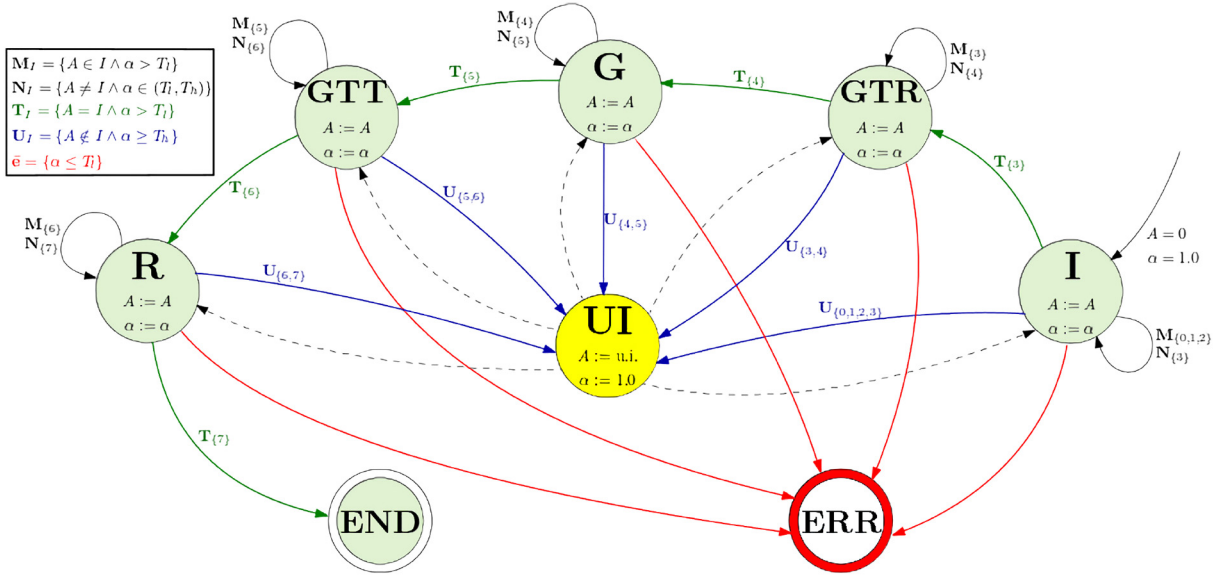 M_{5}
N_{6}
M_{4}
N_{5}
M_{3}
N_{4}
M_I = {A ∈ I ∧ α > T_l}
N_I = {A ≠ I ∧ α ∈ (T_l, T_h)}
T_I = {A = I ∧ α > T_l}
U_I = {A ∉ I ∧ α ≥ T_h}
ē = {α ≤ T_l}
GTT
A := A
α := α
T_{5}
G
A := A
α := α
T_{4}
GTR
A := A
α := α
T_{3}
T_{6}
U_{5,6}
U_{4,5}
U_{3,4}
M_{6}
N_{7}
R
A := A
α := α
U_{6,7}
UI
A := u.i.
α := 1.0
U_{0,1,2,3}
I
A := A
α := α
A = 0
α = 1.0
M_{0,1,2}
N_{3}
T_{7}
END
ERR